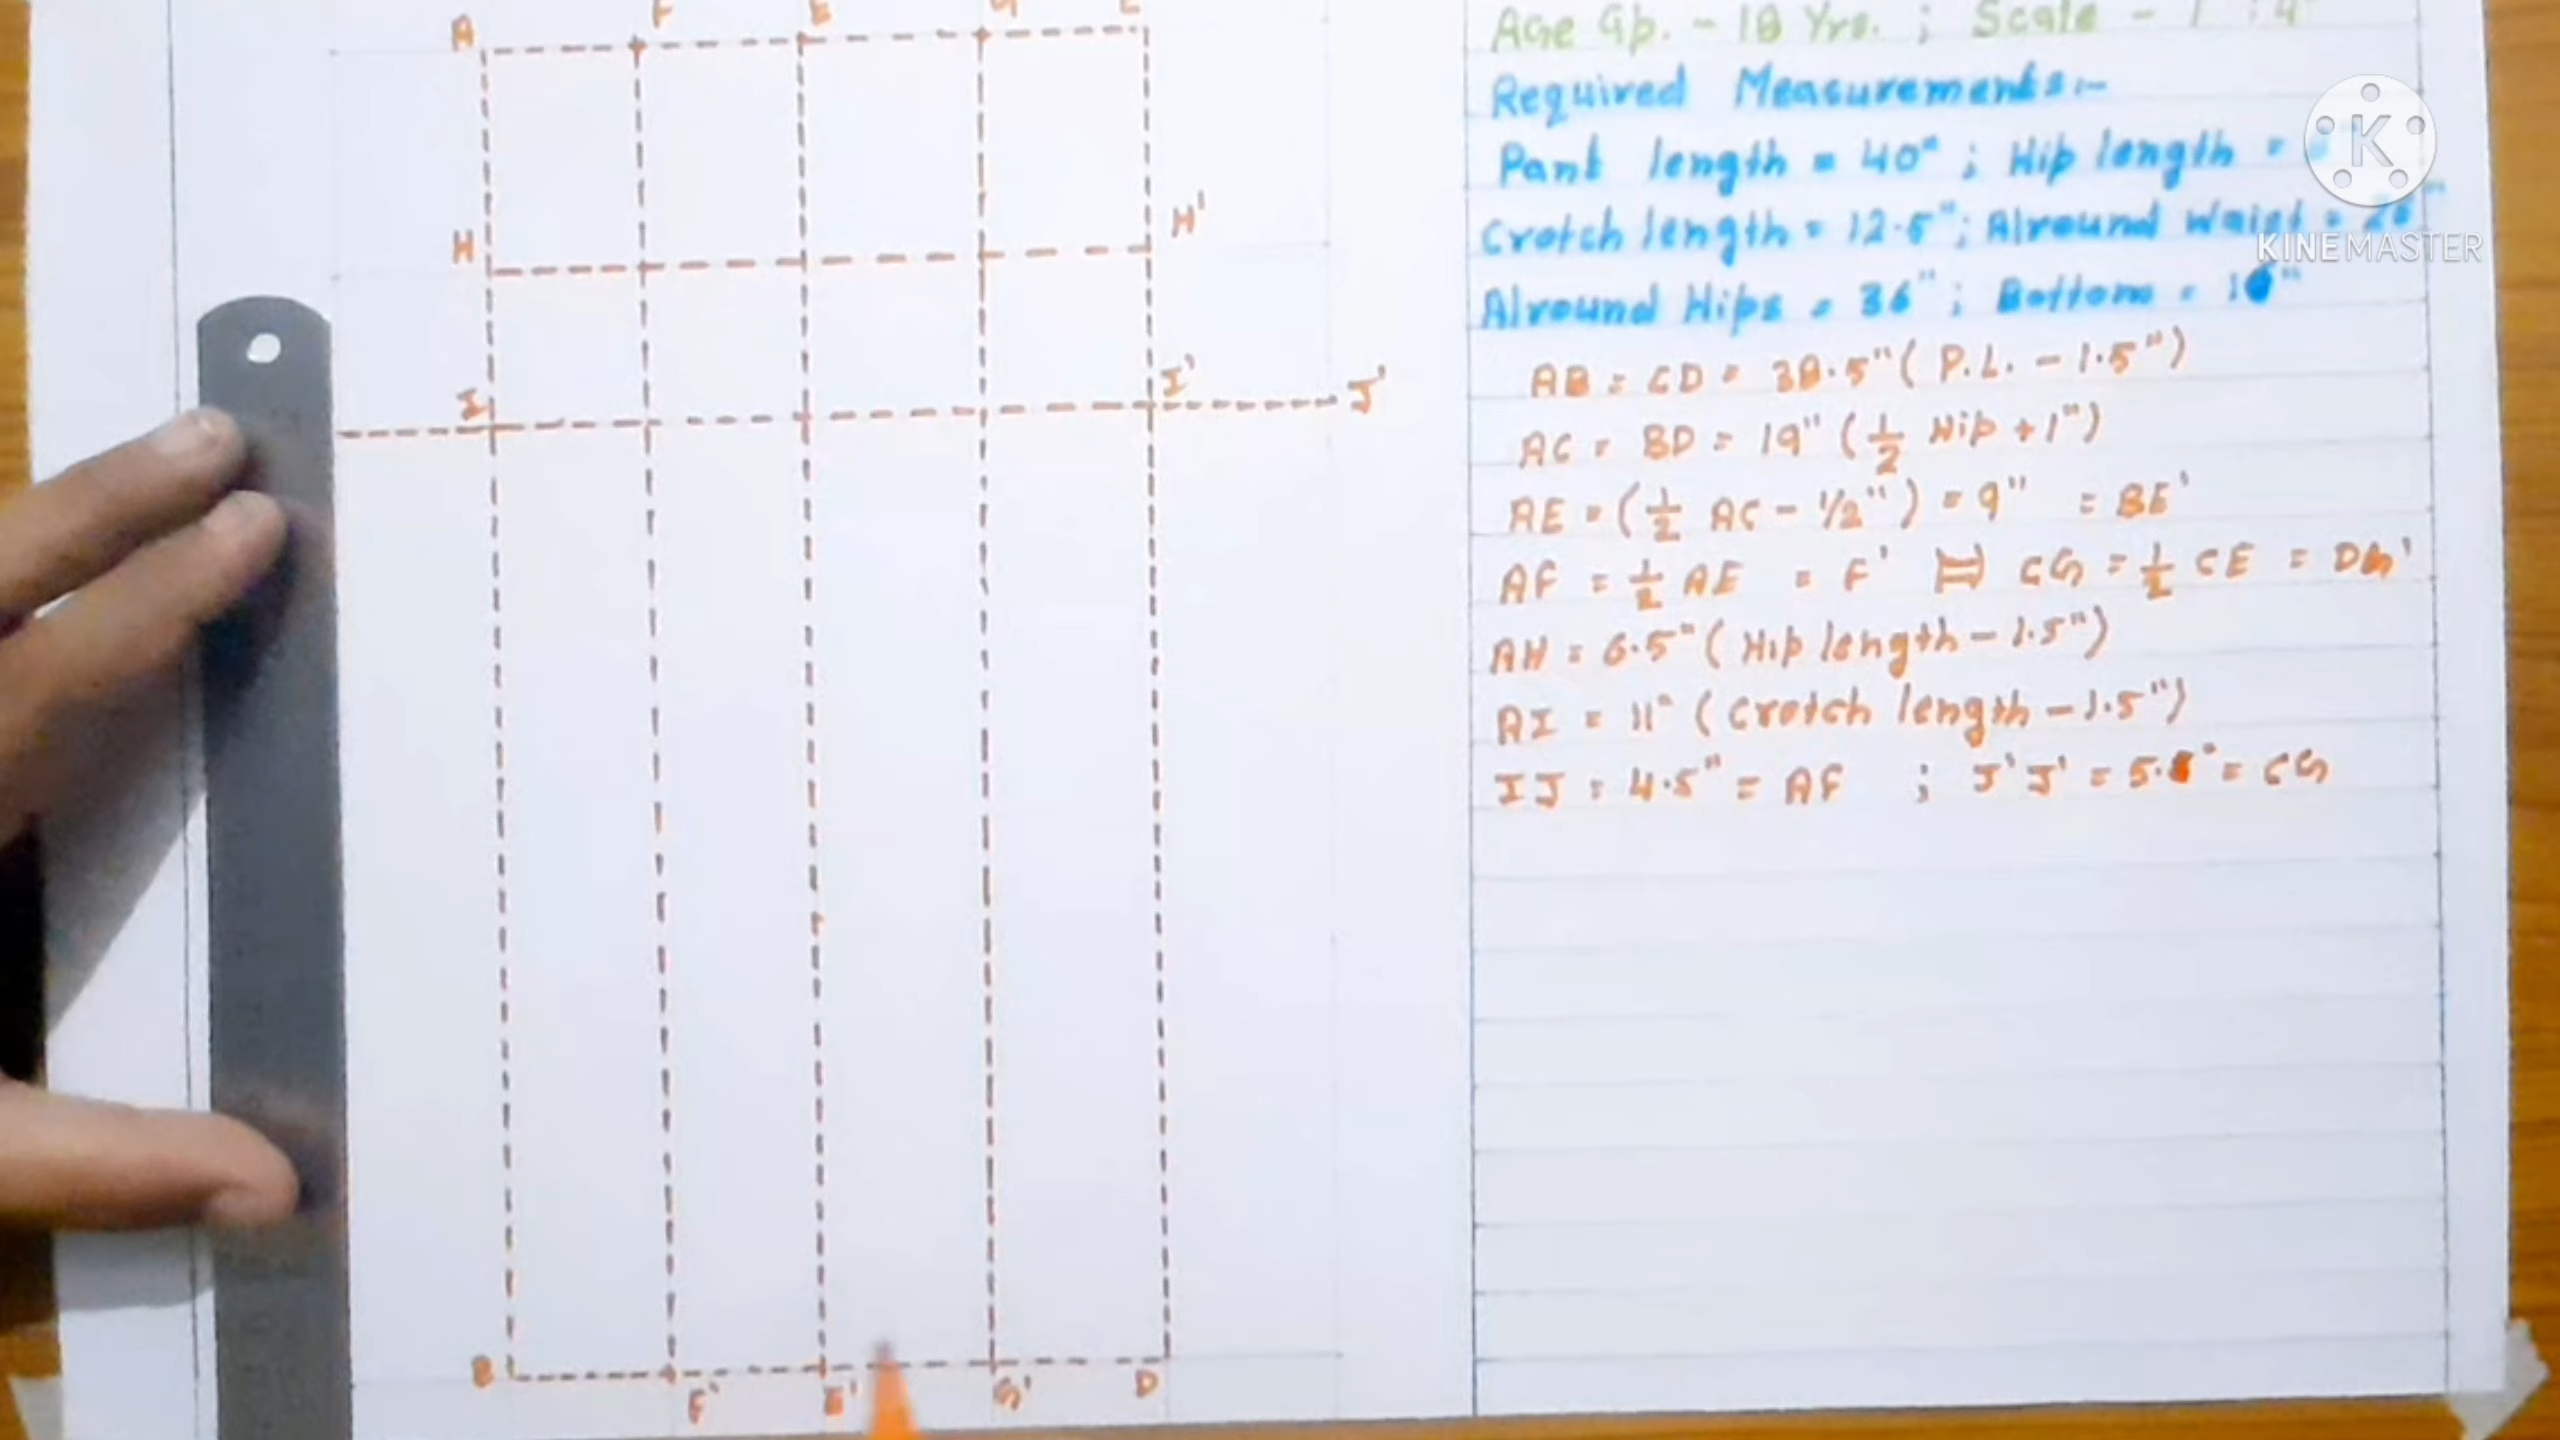 A F E G C
H H'
I I' J'
B F' E' G' D
Age Gp. - 18 Yrs. ; Scale - 1" : 4"
Required Measurements:-
Pant length = 40" ; Hip length =
Crotch length = 12.5" ; Alround Waist =
Alround Hips = 36" ; Bottom =
AB = CD = 38.5" (P.L. - 1.5")
AC = BD = 19" (1/2 Hip + 1")
AE = (1/2 AC - 1/2") = 9" = BE'
AF = 1/2 AE = F' CG = 1/2 CE = DG'
AH = 6.5" (Hip length - 1.5")
AI = 11" (Crotch length - 1.5")
IJ = 4.5" = AF ; J'J' = 5. = CG
K
KINEMASTER